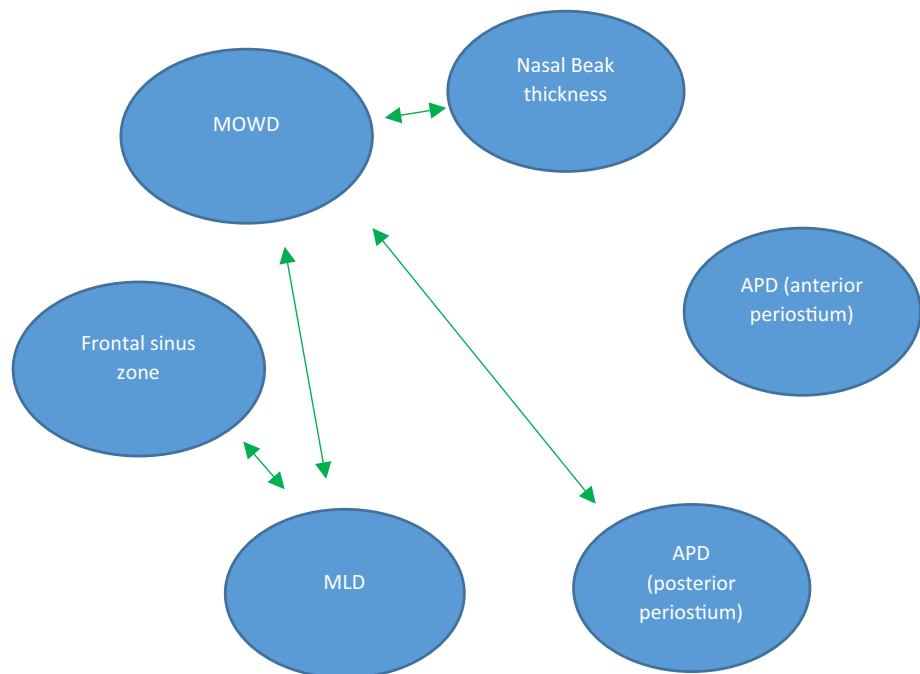 Nasal Beak
thickness
MOWD
APD (anterior
periostium)
Frontal sinus
zone
APD
(posterior
periostium)
MLD